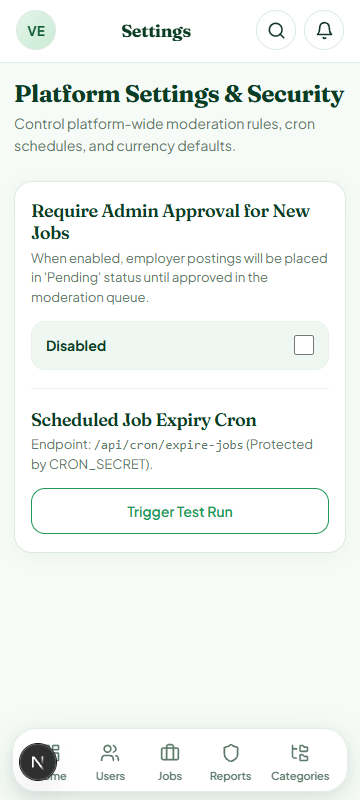 VE
Settings
Platform Settings & Security
Control platform-wide moderation rules, cron
schedules, and currency defaults.
Require Admin Approval for New
Jobs
When enabled, employer postings will be placed
in 'Pending' status until approved in the
moderation queue.
Disabled
Scheduled Job Expiry Cron
Endpoint: /api/cron/expire-jobs (Protected
by CRON_SECRET).
Trigger Test Run
N
Users
Jobs
Reports
Categories